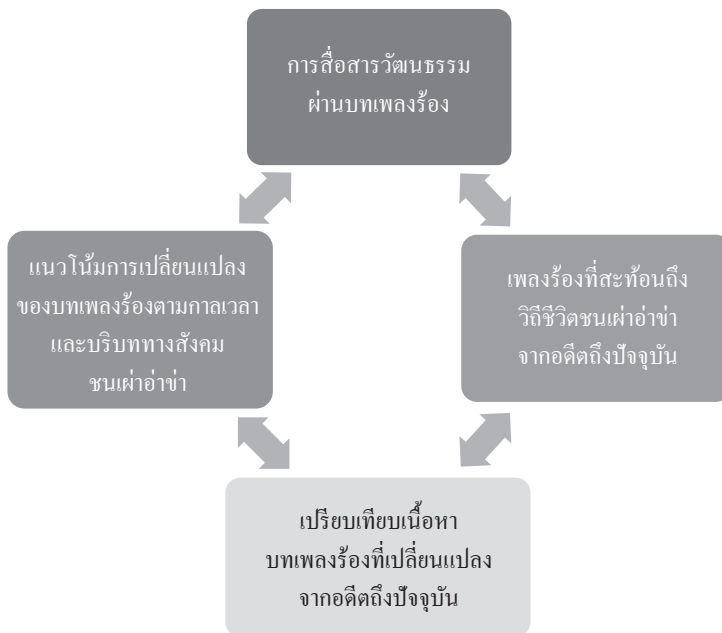 การสื่อสารวัฒนธรรม
ผ่านบทเพลงร้อง
แนวโน้มการเปลี่ยนแปลง
ของบทเพลงร้องตามกาลเวลา
และบริบททางสังคม
ชนเผ่าอ่าข่า
เพลงร้องที่สะท้อนถึง
วิถีชีวิตชนเผ่าอ่าข่า
จากอดีตถึงปัจจุบัน
เปรียบเทียบเนื้อหา
บทเพลงร้องที่เปลี่ยนแปลง
จากอดีตถึงปัจจุบัน